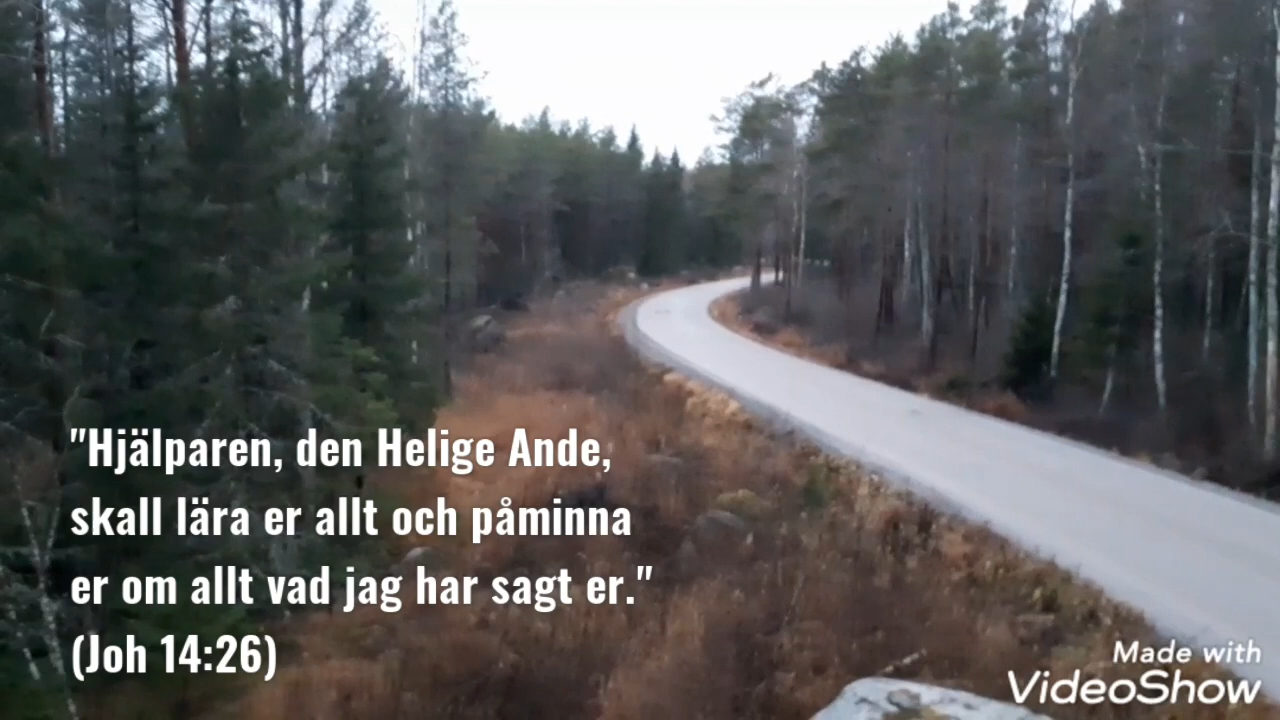 "Hjälparen, den Helige Ande,
skall lära er allt och påminna
er om allt vad jag har sagt er."
(Joh 14:26)
Made with
VideoShow